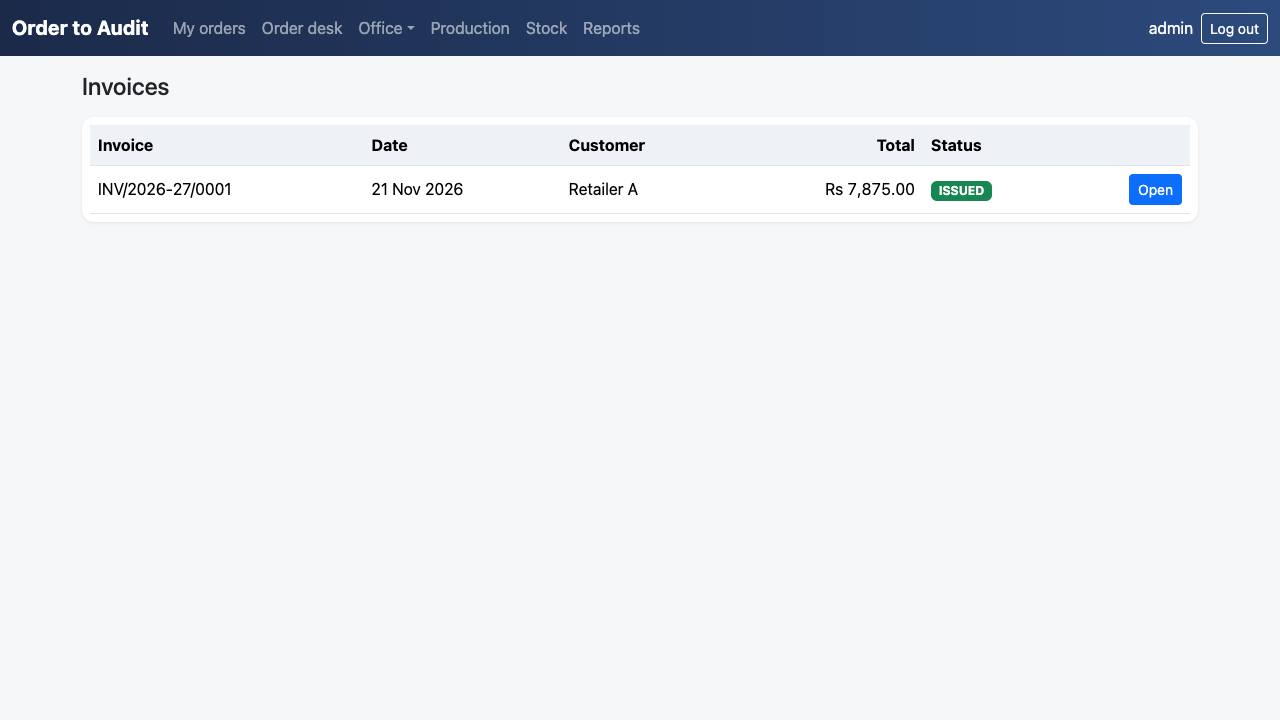 Order to Audit My orders Order desk Office Production Stock Reports admin Log out
Invoices
Invoice Date Customer Total Status
INV/2026-27/0001 21 Nov 2026 Retailer A Rs 7,875.00 ISSUED Open